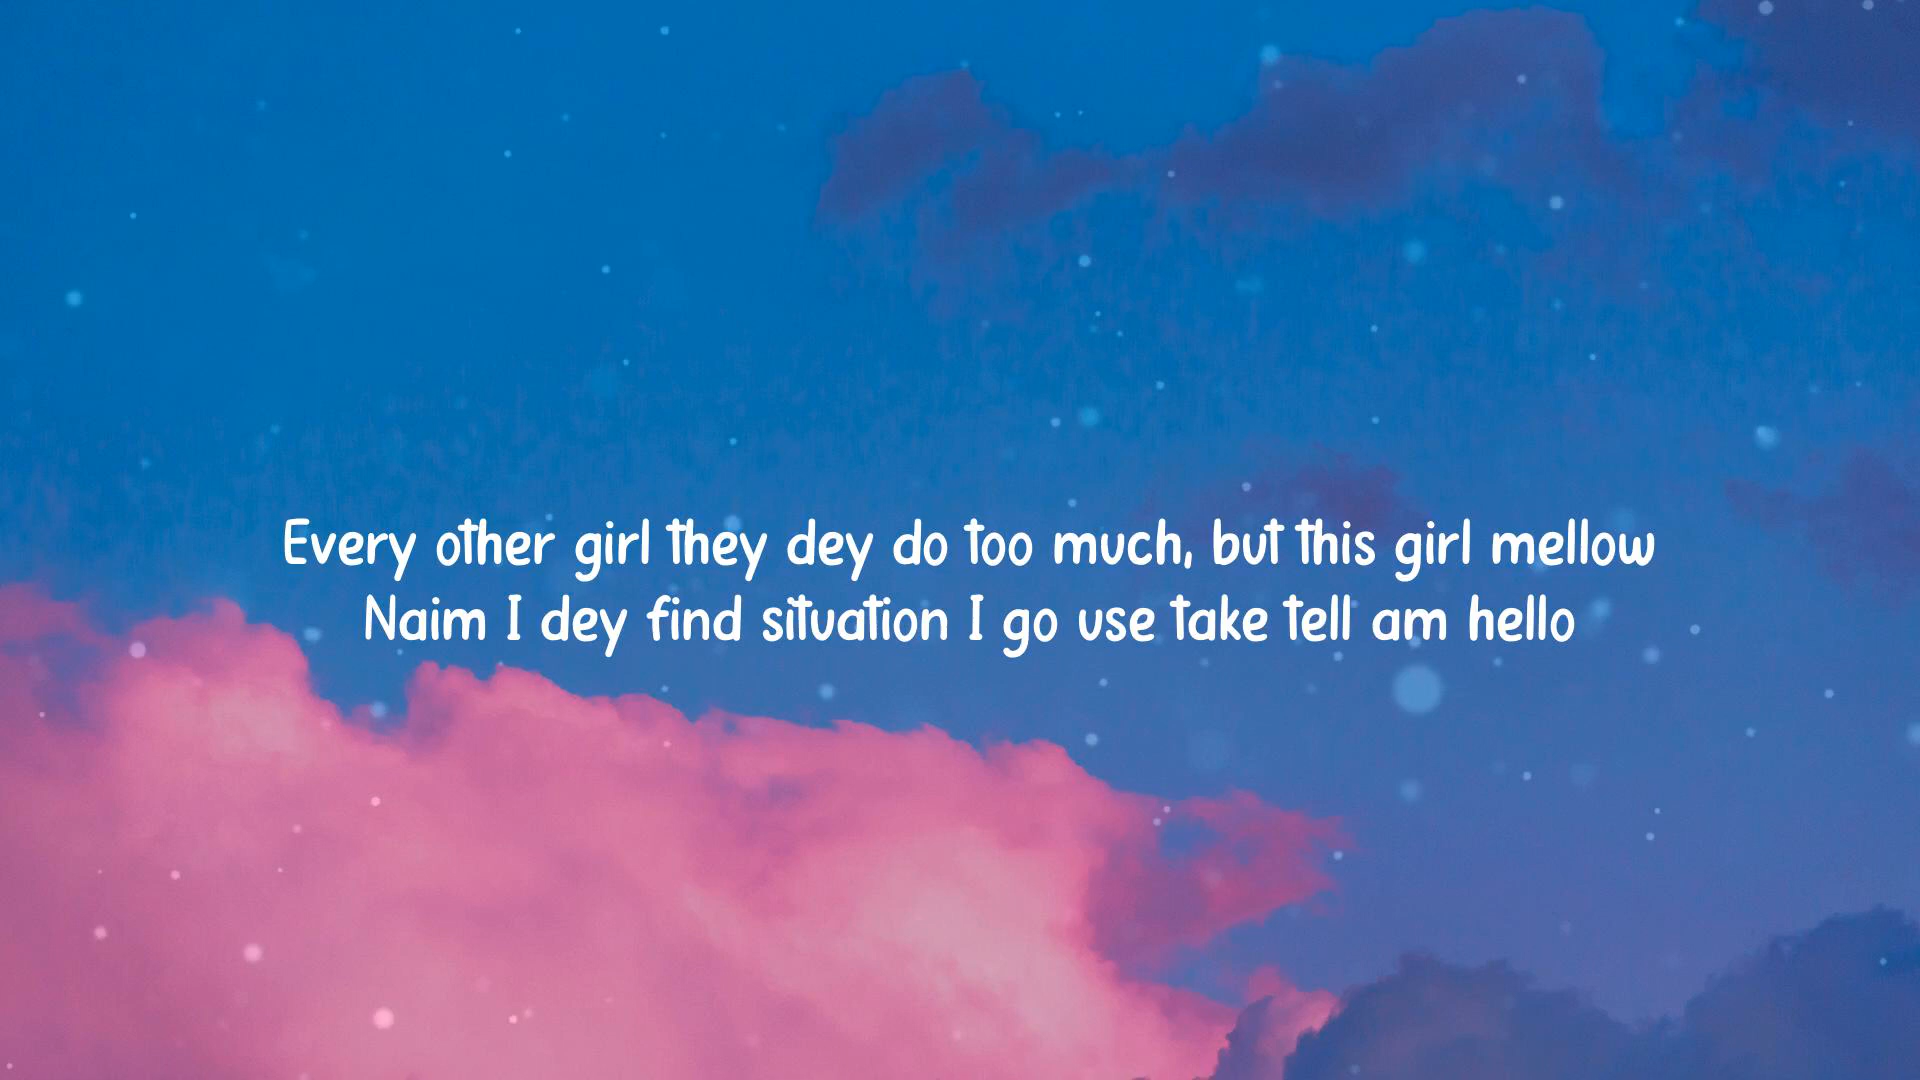 Every other girl they dey do too much, but this girl mellow
Naim I dey find situation I go use take tell am hello